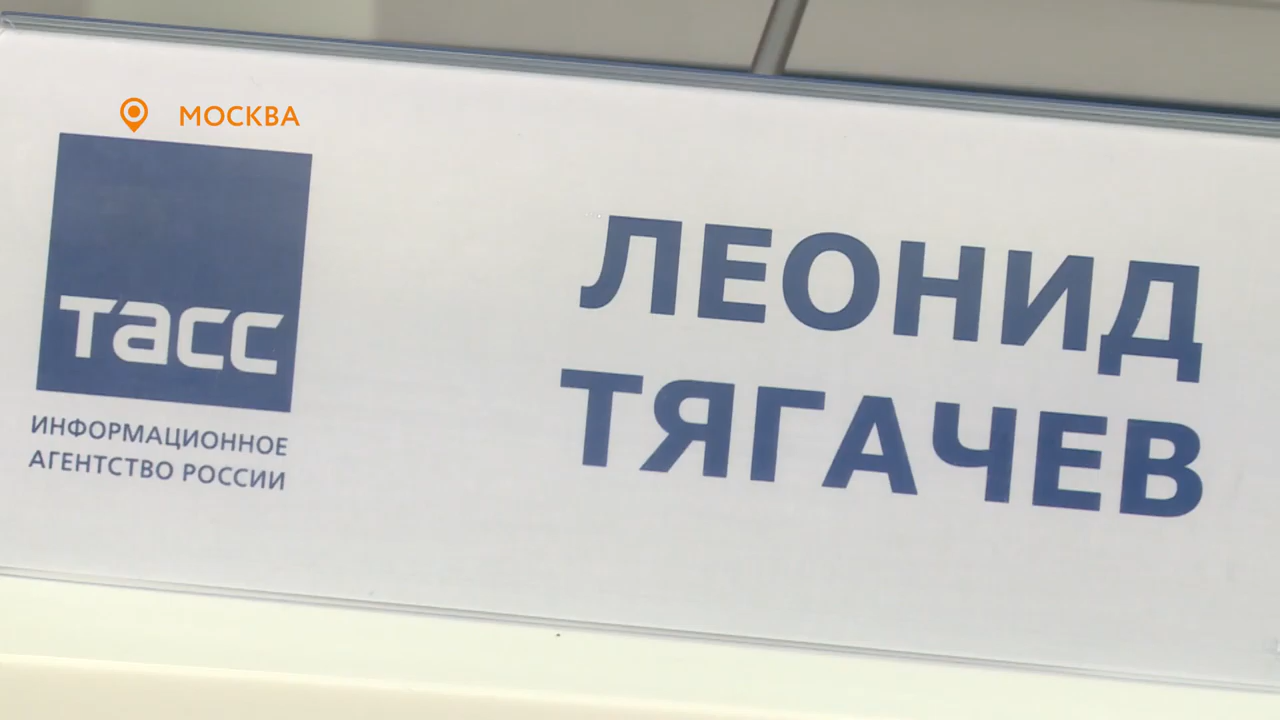 МОСКВА
ТАСС
ИНФОРМАЦИОННОЕ
АГЕНТСТВО РОССИИ
ЛЕОНИД
ТЯГАЧЕВ